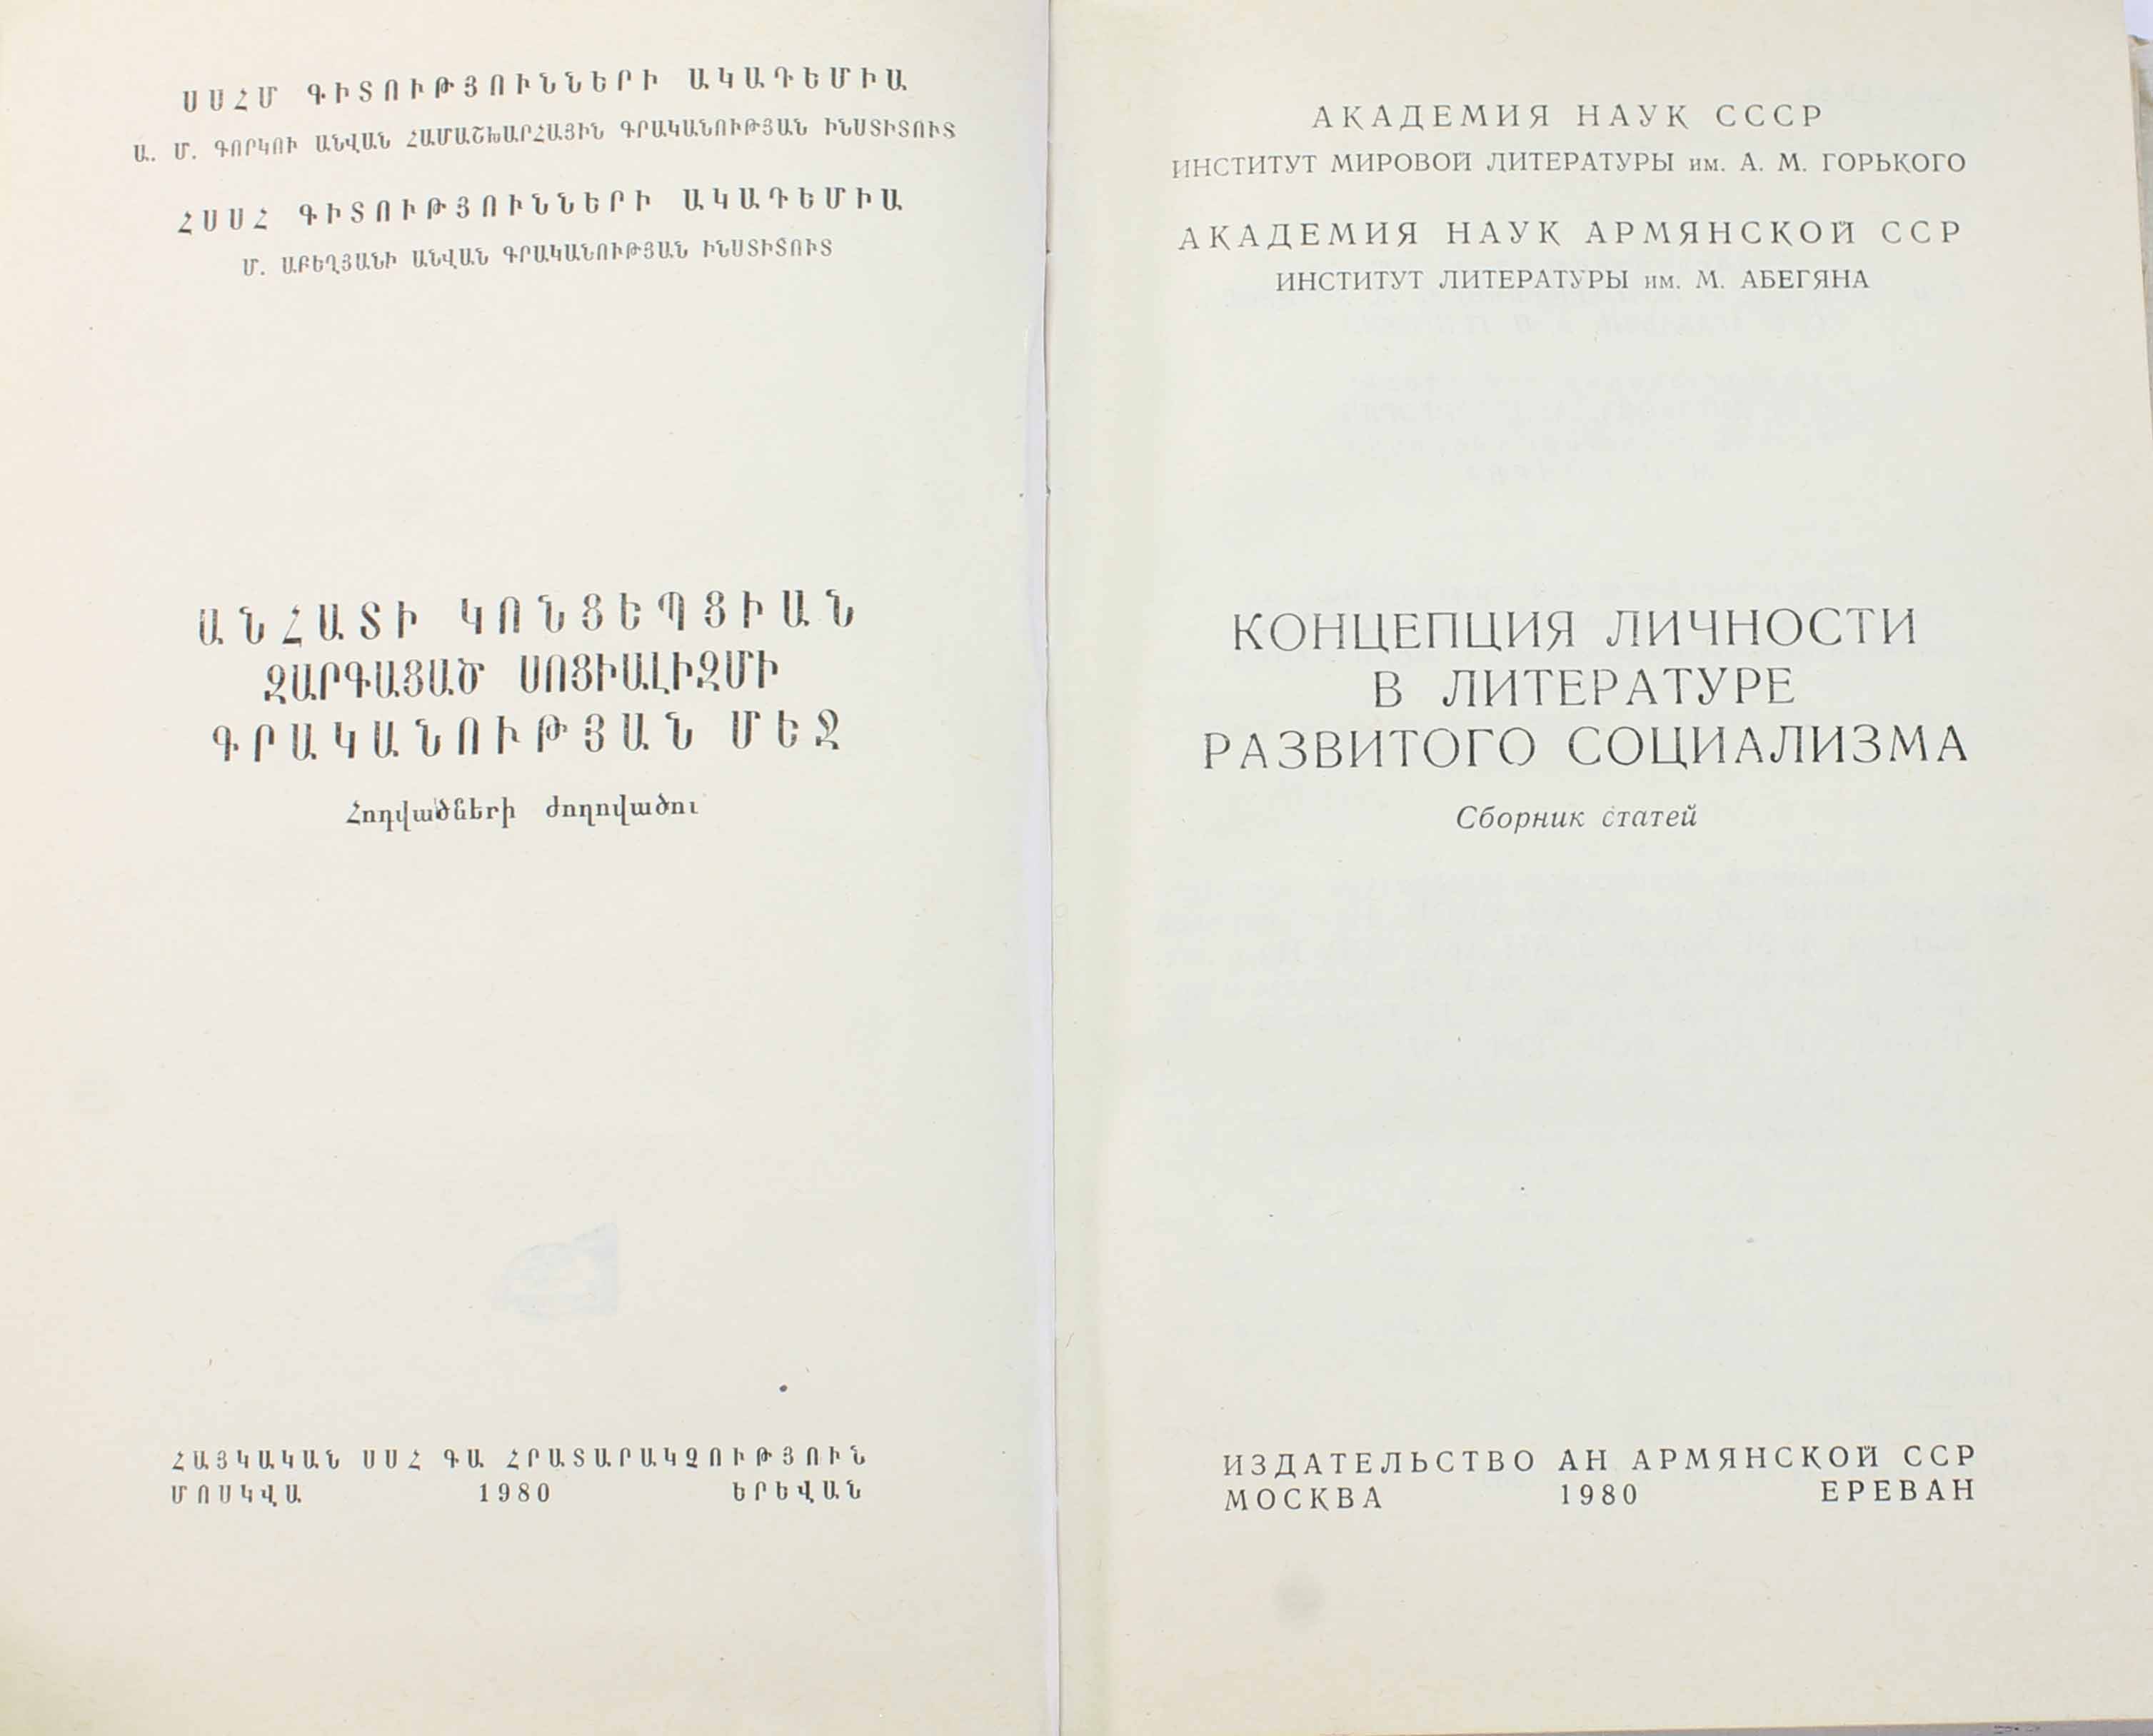 ՍՍՀՄ ԳԻՏՈՒԹՅՈՒՆՆԵՐԻ ԱԿԱԴԵՄԻԱ
Ա. Մ. ԳՈՐԿՈՒ ԱՆՎԱՆ ՀԱՄԱՇԽԱՐՀԱՅԻՆ ԳՐԱԿԱՆՈՒԹՅԱՆ ԻՆՍՏԻՏՈՒՏ
ՀՍՍՀ ԳԻՏՈՒԹՅՈՒՆՆԵՐԻ ԱԿԱԴԵՄԻԱ
Մ. ԱԲԵՂՅԱՆԻ ԱՆՎԱՆ ԳՐԱԿԱՆՈՒԹՅԱՆ ԻՆՍՏԻՏՈՒՏ
ԱՆՀԱՏԻ ԿՈՆՑԵՊՑԻԱՆ
ԶԱՐԳԱՑԱԾ ՍՈՑԻԱԼԻԶՄԻ
ԳՐԱԿԱՆՈՒԹՅԱՆ ՄԵՋ
Հոդվածների ժողովածու
ՀԱՅԿԱԿԱՆ ՍՍՀ ԳԱ ՀՐԱՏԱՐԱԿՉՈՒԹՅՈՒՆ
ՄՈՍԿՎԱ 1980 ԵՐԵՎԱՆ
АКАДЕМИЯ НАУК СССР
ИНСТИТУТ МИРОВОЙ ЛИТЕРАТУРЫ им. А. М. ГОРЬКОГО
АКАДЕМИЯ НАУК АРМЯНСКОЙ ССР
ИНСТИТУТ ЛИТЕРАТУРЫ им. М. АБЕГЯНА
КОНЦЕПЦИЯ ЛИЧНОСТИ
В ЛИТЕРАТУРЕ
РАЗВИТОГО СОЦИАЛИЗМА
Сборник статей
ИЗДАТЕЛЬСТВО АН АРМЯНСКОЙ ССР
МОСКВА 1980 ЕРЕВАН